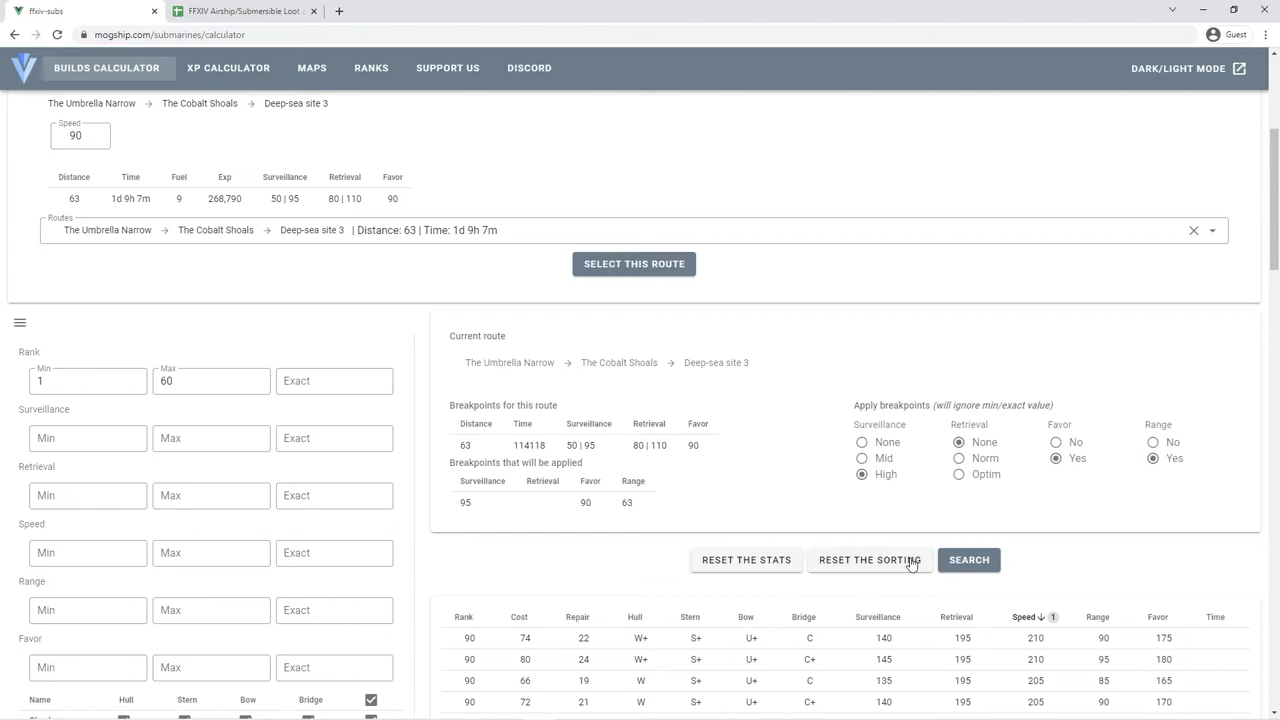 ffxiv-subs
FFXIV Airship/Submersible Loot
mogship.com/submarines/calculator
Guest
BUILDS CALCULATOR
XP CALCULATOR
MAPS
RANKS
SUPPORT US
DISCORD
DARK/LIGHT MODE
The Umbrella Narrow → The Cobalt Shoals → Deep-sea site 3
Speed
90
Distance Time Fuel Exp Surveillance Retrieval Favor
63 1d 9h 7m 9 268,790 50 | 95 80 | 110 90
Routes
The Umbrella Narrow → The Cobalt Shoals → Deep-sea site 3 | Distance: 63 | Time: 1d 9h 7m
SELECT THIS ROUTE
Rank
Min Max
1 60 Exact
Surveillance
Min Max Exact
Retrieval
Min Max Exact
Speed
Min Max Exact
Range
Min Max Exact
Favor
Min Max Exact
Name Hull Stern Bow Bridge
Current route
The Umbrella Narrow → The Cobalt Shoals → Deep-sea site 3
Breakpoints for this route
Distance Time Surveillance Retrieval Favor
63 114118 50 | 95 80 | 110 90
Breakpoints that will be applied
Surveillance Retrieval Favor Range
95 90 63
Apply breakpoints (will ignore min/exact value)
Surveillance Retrieval Favor Range
None None No No
Mid Norm Yes Yes
High Optim
RESET THE STATS
RESET THE SORTING
SEARCH
Rank Cost Repair Hull Stern Bow Bridge Surveillance Retrieval Speed ↓ 1 Range Favor Time
90 74 22 W+ S+ U+ C 140 195 210 90 175
90 80 24 W+ S+ U+ C+ 145 195 210 95 180
90 66 19 W S+ U+ C 135 195 205 85 165
90 72 21 W S+ U+ C+ 140 195 205 90 170